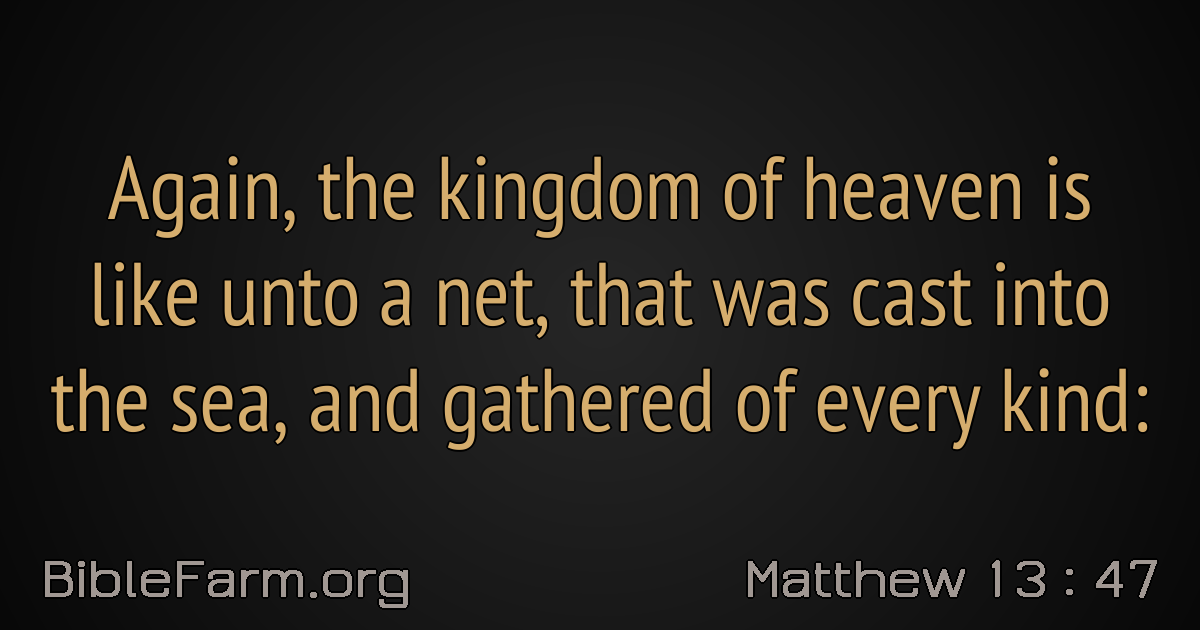 Again, the kingdom of heaven is
like unto a net, that was cast into
the sea, and gathered of every kind:
BibleFarm.org
Matthew 13 : 47